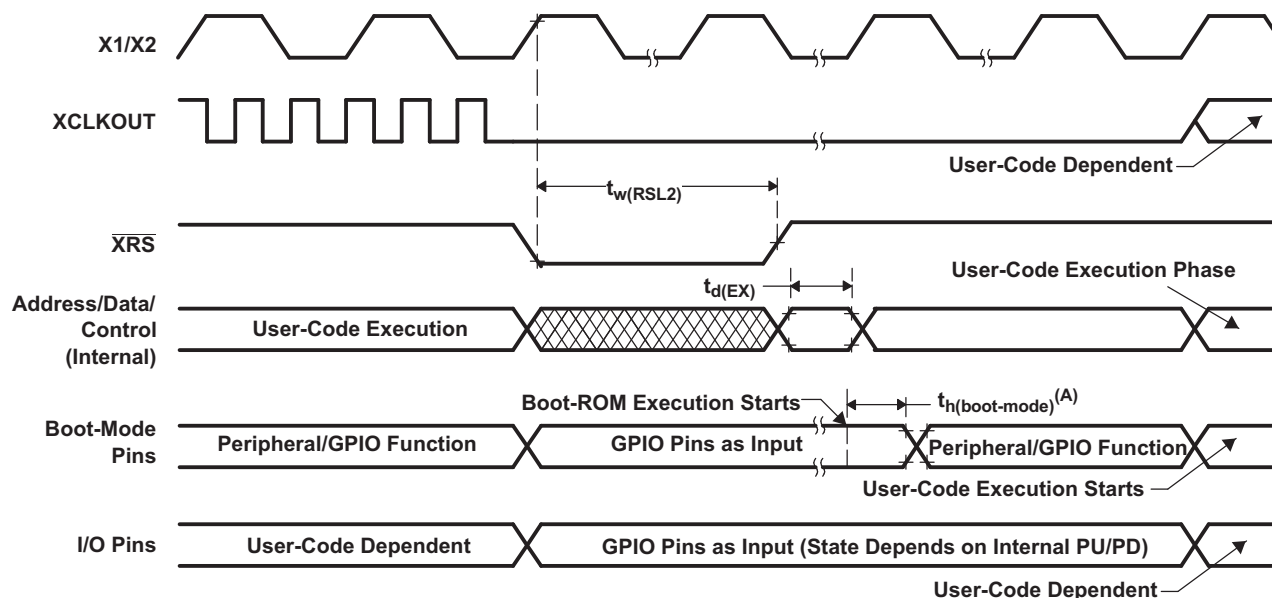 X1/X2
XCLKOUT
User-Code Dependent
tw(RSL2)
XRS
User-Code Execution Phase
td(EX)
Address/Data/
Control
(Internal)
User-Code Execution
Boot-ROM Execution Starts
th(boot-mode)(A)
Boot-Mode
Pins
Peripheral/GPIO Function
GPIO Pins as Input
Peripheral/GPIO Function
User-Code Execution Starts
I/O Pins
User-Code Dependent
GPIO Pins as Input (State Depends on Internal PU/PD)
User-Code Dependent